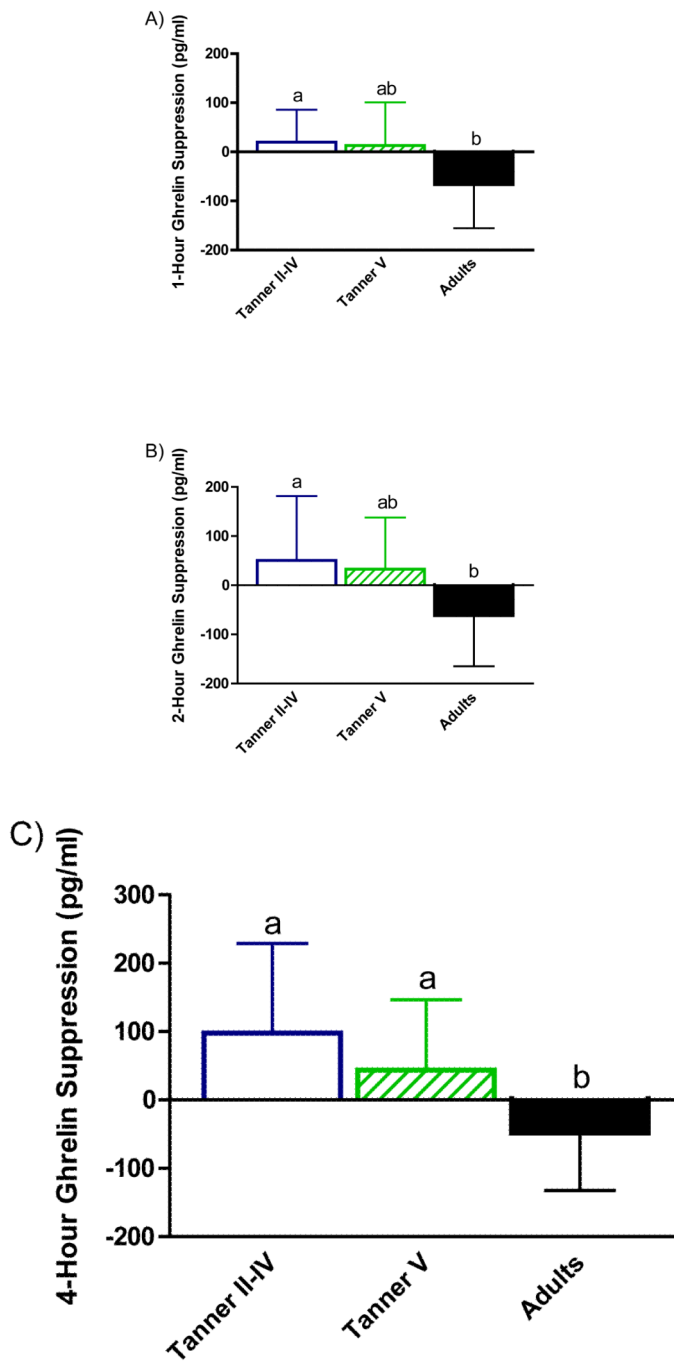 A)
1-Hour Ghrelin Suppression (pg/ml)
200
100
0
-100
-200
a
ab
b
Tanner II-IV
Tanner V
Adults
B)
2-Hour Ghrelin Suppression (pg/ml)
200
100
0
-100
-200
a
ab
b
Tanner II-IV
Tanner V
Adults
C)
4-Hour Ghrelin Suppression (pg/ml)
300
200
100
0
-100
-200
a
a
b
Tanner II-IV
Tanner V
Adults